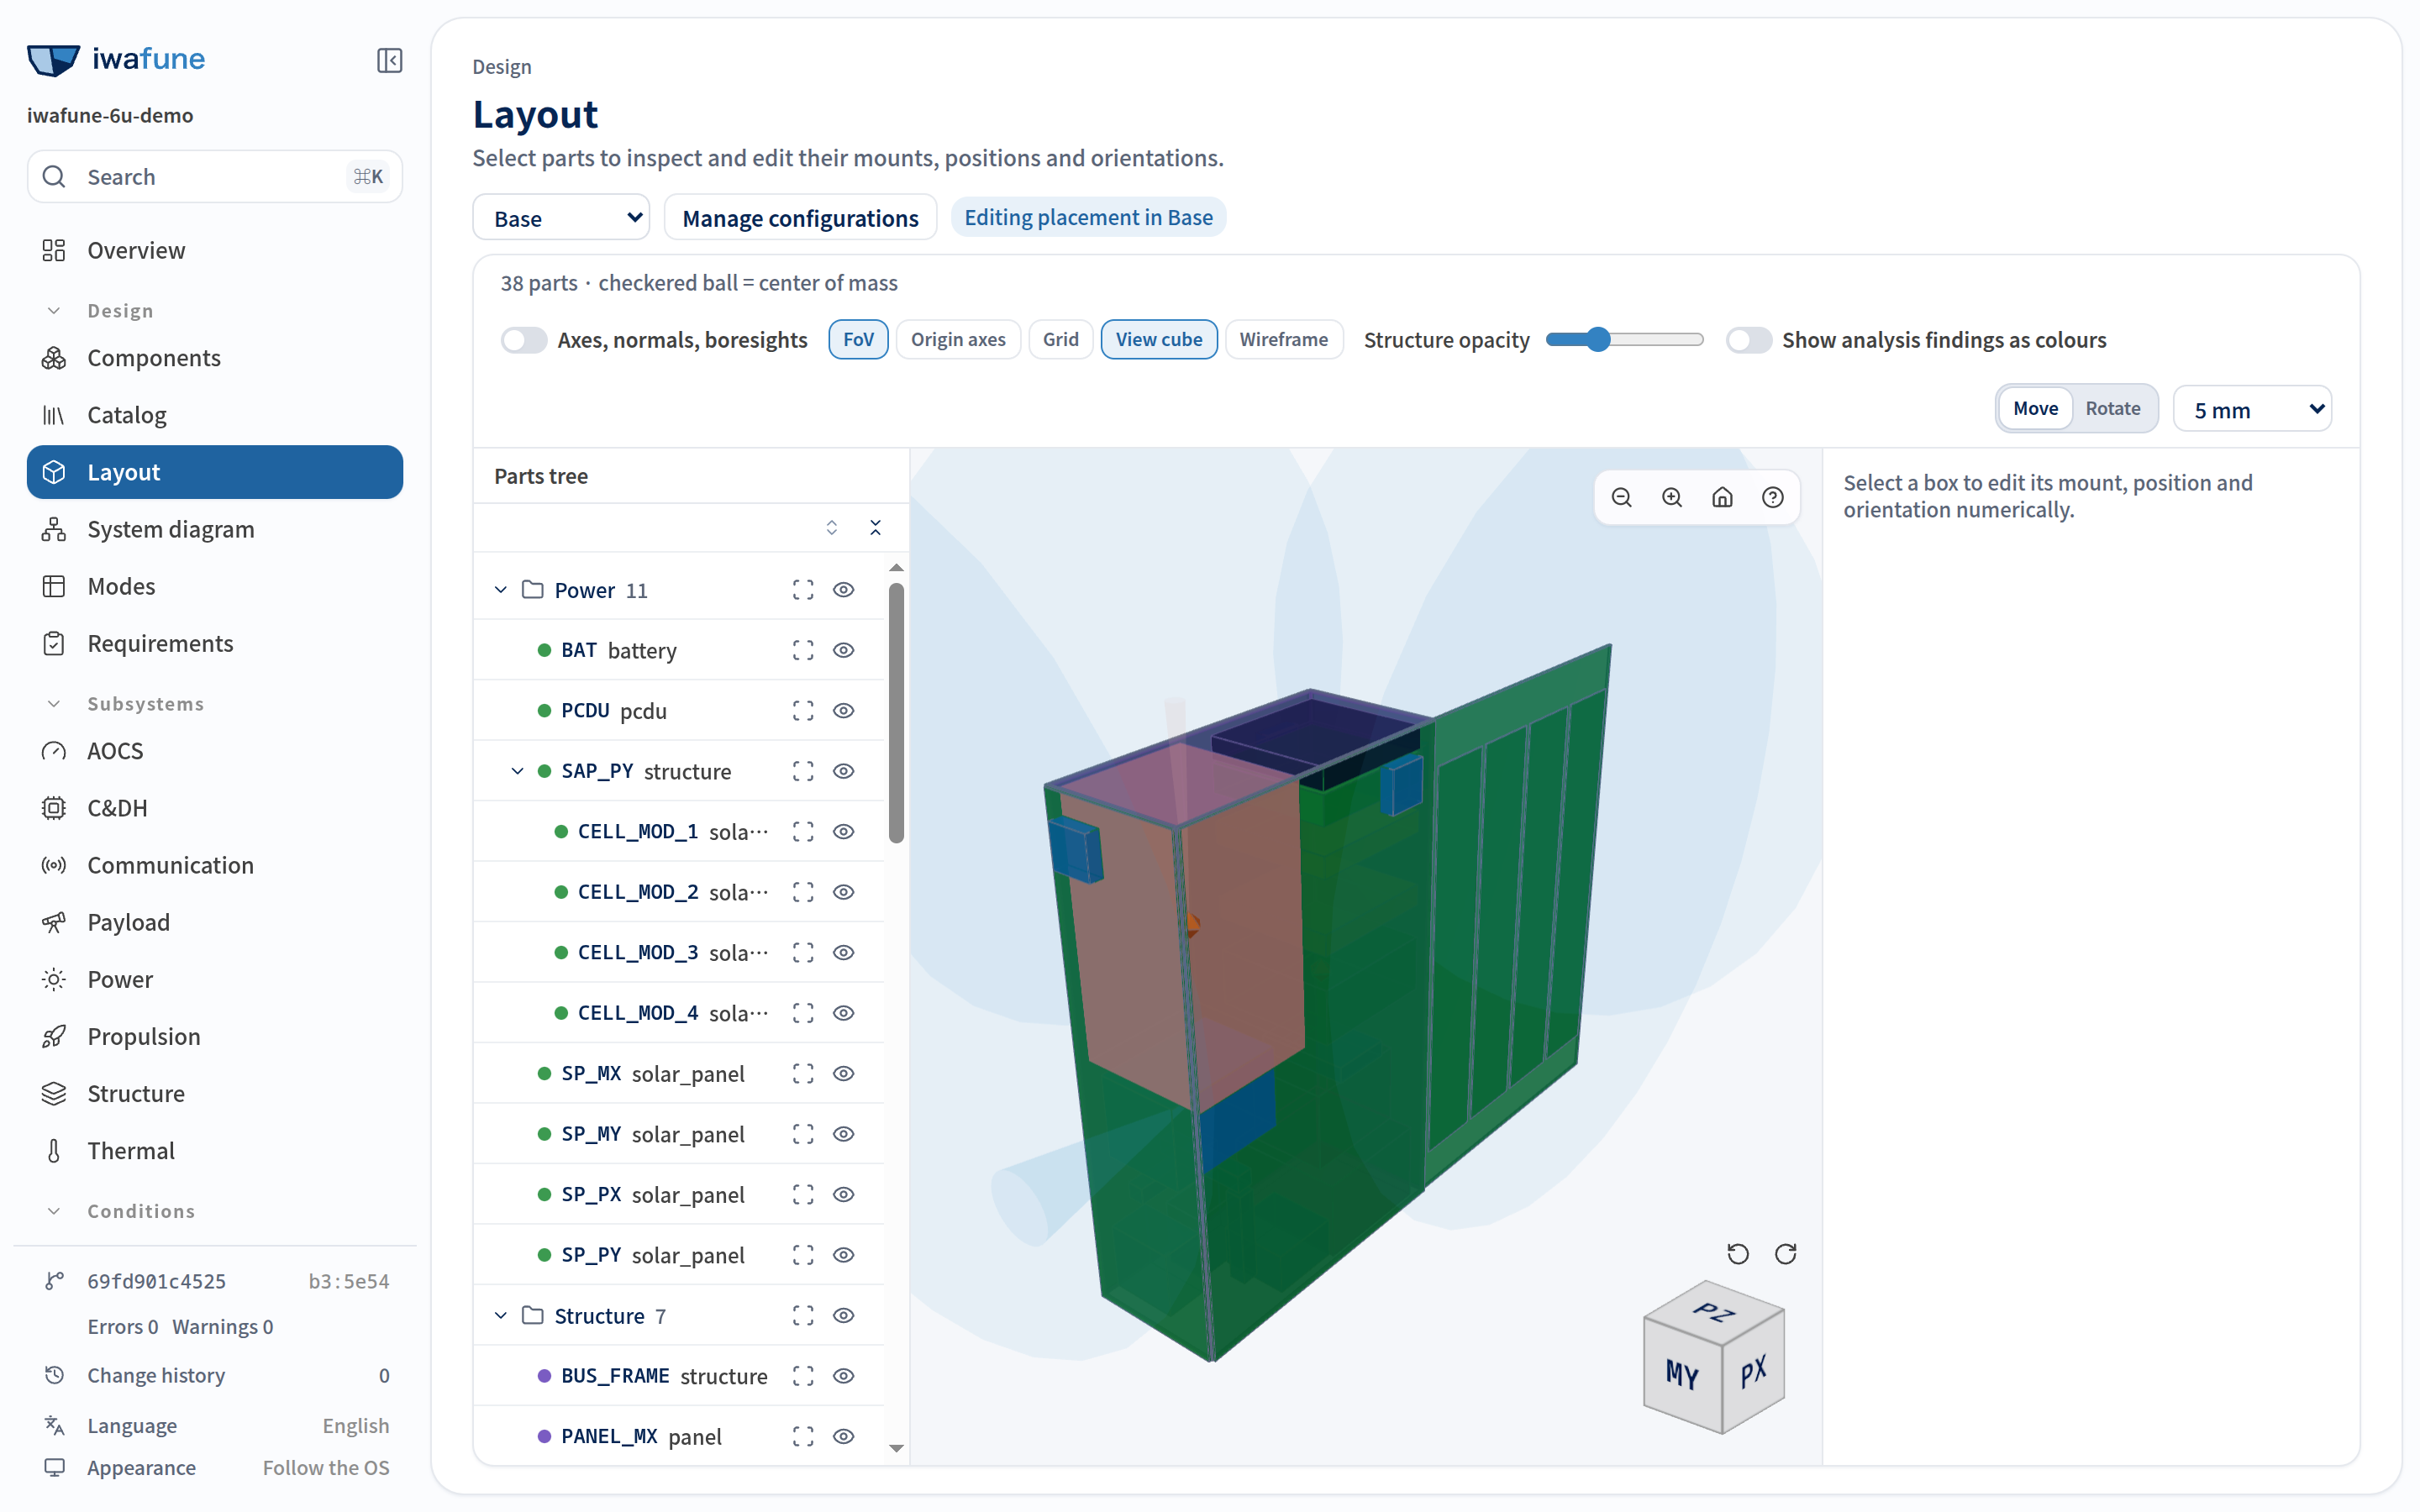 iwafune
iwafune-6u-demo
Search ⌘K
Overview
Design
Components
Catalog
Layout
System diagram
Modes
Requirements
Subsystems
AOCS
C&DH
Communication
Payload
Power
Propulsion
Structure
Thermal
Conditions
69fd901c4525 b3:5e54
Errors 0 Warnings 0
Change history 0
Language English
Appearance Follow the OS
Design
Layout
Select parts to inspect and edit their mounts, positions and orientations.
Base Manage configurations Editing placement in Base
38 parts · checkered ball = center of mass
Axes, normals, boresights FoV Origin axes Grid View cube Wireframe Structure opacity Show analysis findings as colours
Move Rotate 5 mm
Parts tree
Power 11
BAT battery
PCDU pcdu
SAP_PY structure
CELL_MOD_1 sola…
CELL_MOD_2 sola…
CELL_MOD_3 sola…
CELL_MOD_4 sola…
SP_MX solar_panel
SP_MY solar_panel
SP_PX solar_panel
SP_PY solar_panel
Structure 7
BUS_FRAME structure
PANEL_MX panel
PZ
MY PX
Select a box to edit its mount, position and
orientation numerically.